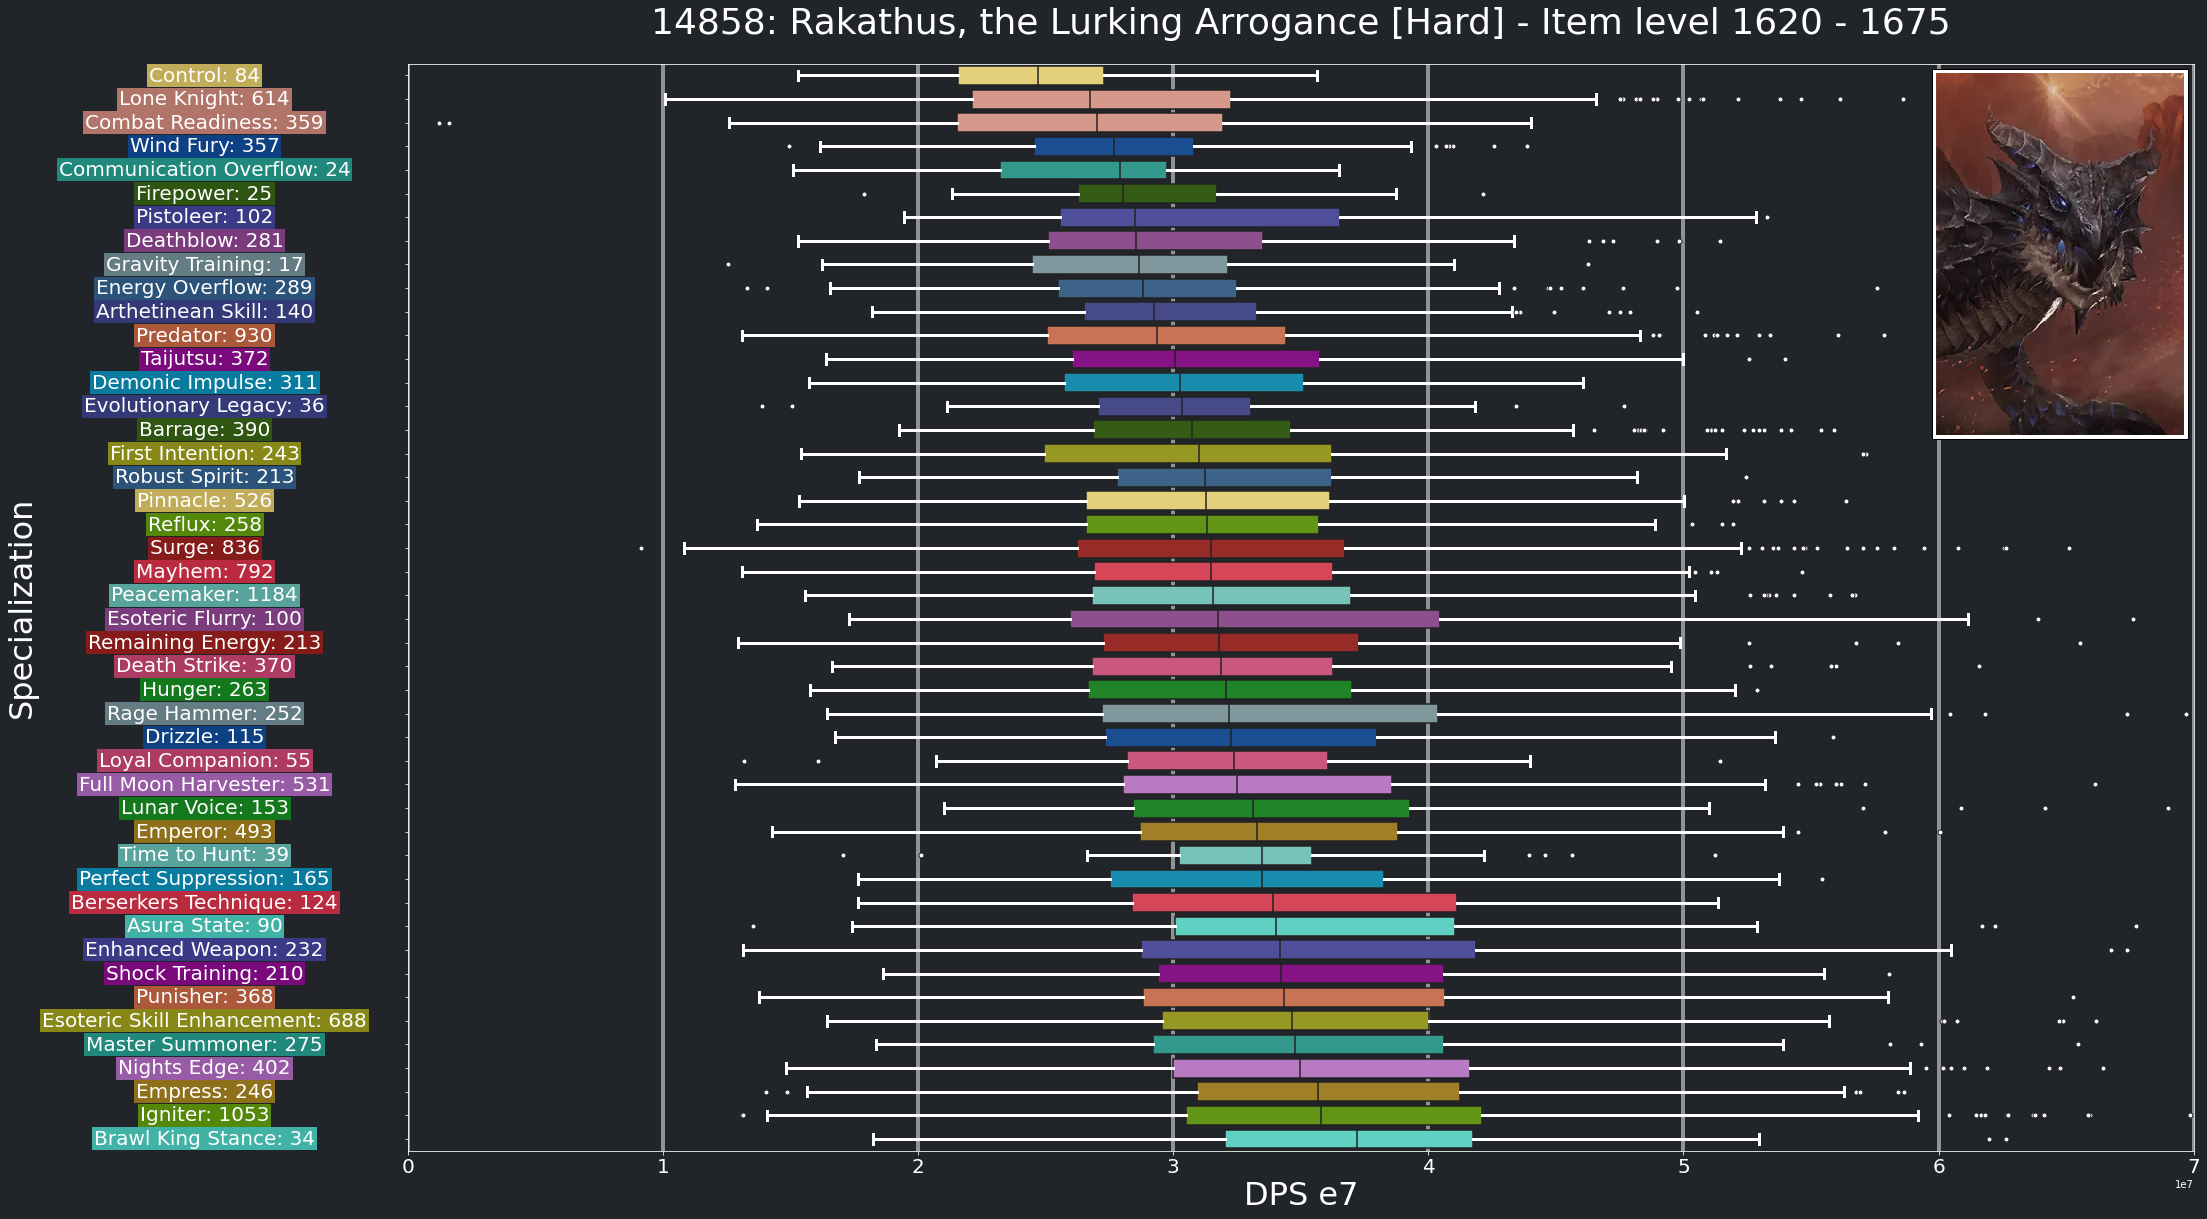 14858: Rakathus, the Lurking Arrogance [Hard] - Item level 1620 - 1675
Specialization
Control: 84
Lone Knight: 614
Combat Readiness: 359
Wind Fury: 357
Communication Overflow: 24
Firepower: 25
Pistoleer: 102
Deathblow: 281
Gravity Training: 17
Energy Overflow: 289
Arthetinean Skill: 140
Predator: 930
Taijutsu: 372
Demonic Impulse: 311
Evolutionary Legacy: 36
Barrage: 390
First Intention: 243
Robust Spirit: 213
Pinnacle: 526
Reflux: 258
Surge: 836
Mayhem: 792
Peacemaker: 1184
Esoteric Flurry: 100
Remaining Energy: 213
Death Strike: 370
Hunger: 263
Rage Hammer: 252
Drizzle: 115
Loyal Companion: 55
Full Moon Harvester: 531
Lunar Voice: 153
Emperor: 493
Time to Hunt: 39
Perfect Suppression: 165
Berserkers Technique: 124
Asura State: 90
Enhanced Weapon: 232
Shock Training: 210
Punisher: 368
Esoteric Skill Enhancement: 688
Master Summoner: 275
Nights Edge: 402
Empress: 246
Igniter: 1053
Brawl King Stance: 34
0 1 2 3 4 5 6 7
1e7
DPS e7